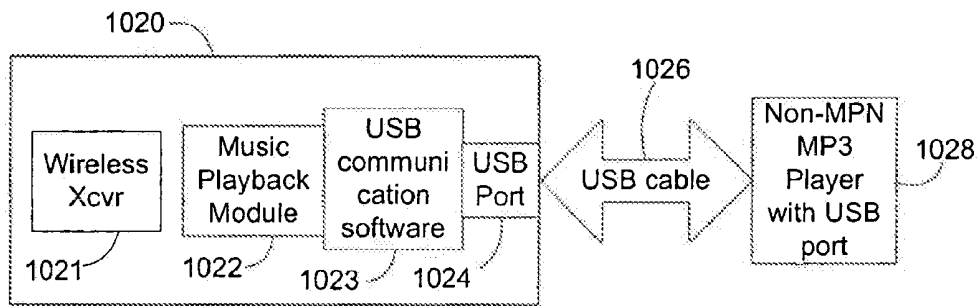 1020
Wireless
Xcvr
1021
Music
Playback
Module
1022
USB
communi
cation
software
1023
USB
Port
1024
1026
USB cable
Non-MPN
MP3
Player
with USB
port
1028